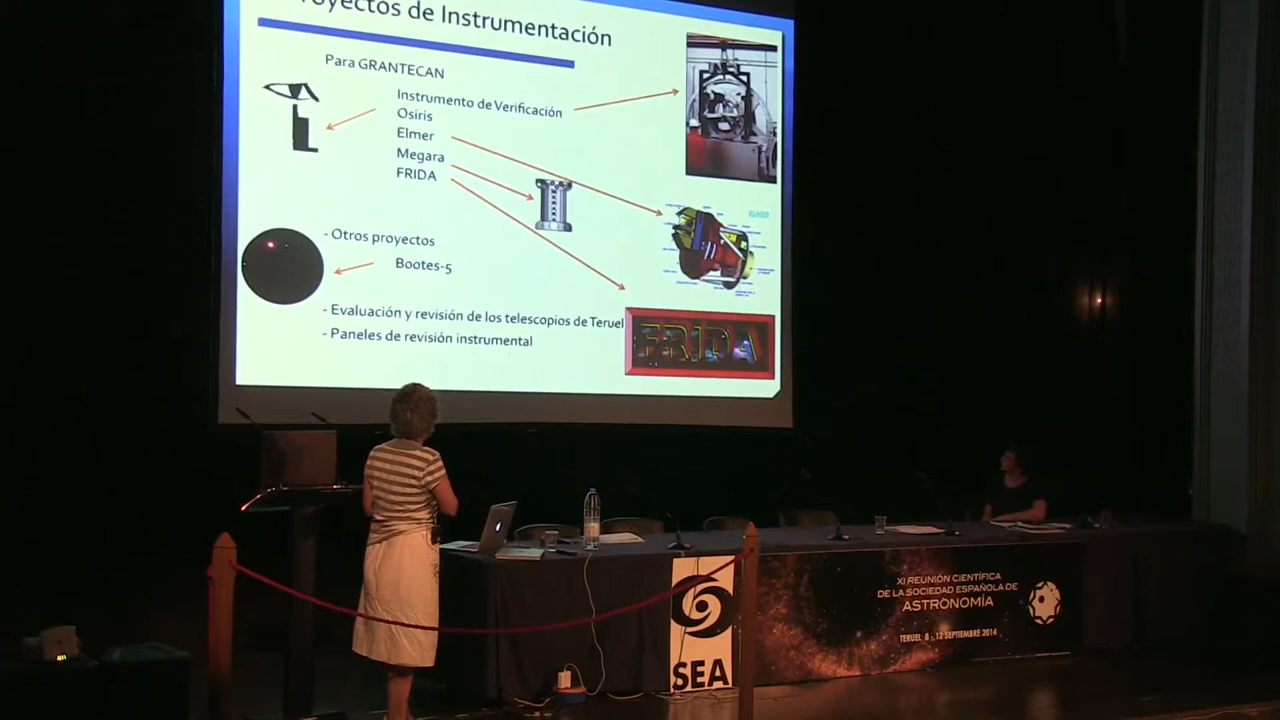 royectos de Instrumentación
Para GRANTECAN
Instrumento de Verificación
Osiris
Elmer
Megara
FRIDA
- Otros proyectos
Bootes-5
- Evaluación y revisión de los telescopios de Teruel
- Paneles de revisión instrumental
FRIDA
XI REUNIÓN CIENTÍFICA
DE LA SOCIEDAD ESPAÑOLA DE
ASTRONOMÍA
TERUEL 8 - 12 SEPTIEMBRE 2014
SEA